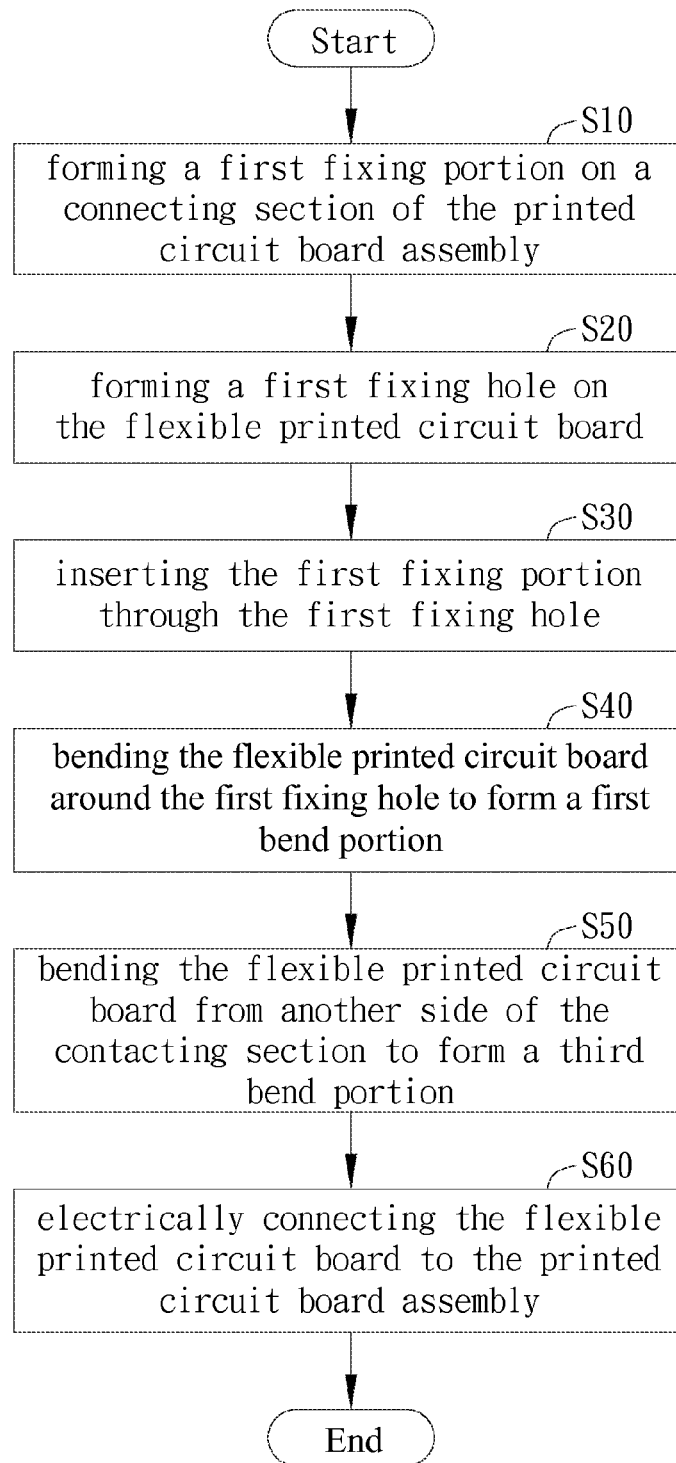 Start
S10
forming a first fixing portion on a
connecting section of the printed
circuit board assembly
S20
forming a first fixing hole on
the flexible printed circuit board
S30
inserting the first fixing portion
through the first fixing hole
S40
bending the flexible printed circuit board
around the first fixing hole to form a first
bend portion
S50
bending the flexible printed circuit
board from another side of the
contacting section to form a third
bend portion
S60
electrically connecting the flexible
printed circuit board to the printed
circuit board assembly
End